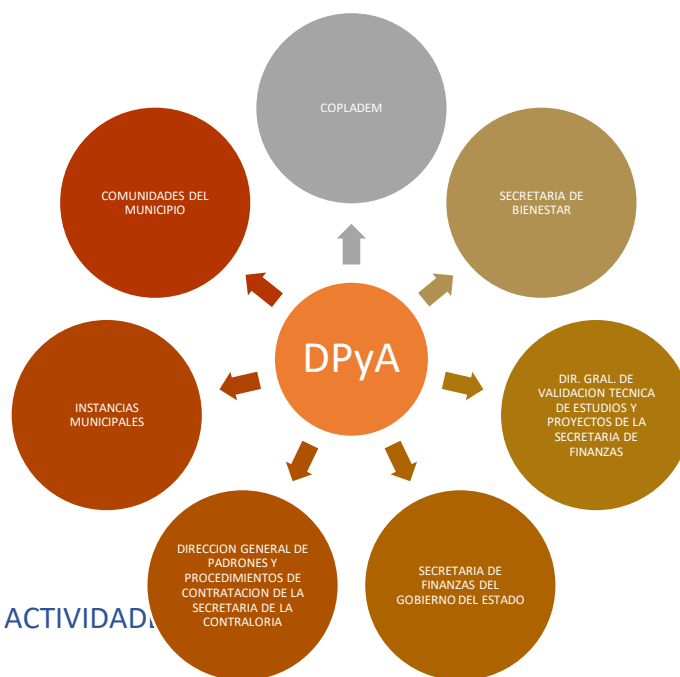 COPLADEM
COMUNIDADES DEL
MUNICIPIO
SECRETARIA DE
BIENESTAR
DPyA
INSTANCIAS
MUNICIPALES
DIR. GRAL. DE
VALIDACION TECNICA
DE ESTUDIOS Y
PROYECTOS DE LA
SECRETARIA DE
FINANZAS
DIRECCION GENERAL DE
PADRONES Y
PROCEDIMIENTOS DE
CONTRATACION DE LA
SECRETARIA DE LA
CONTRALORIA
SECRETARIA DE
FINANZAS DEL
GOBIERNO DEL ESTADO